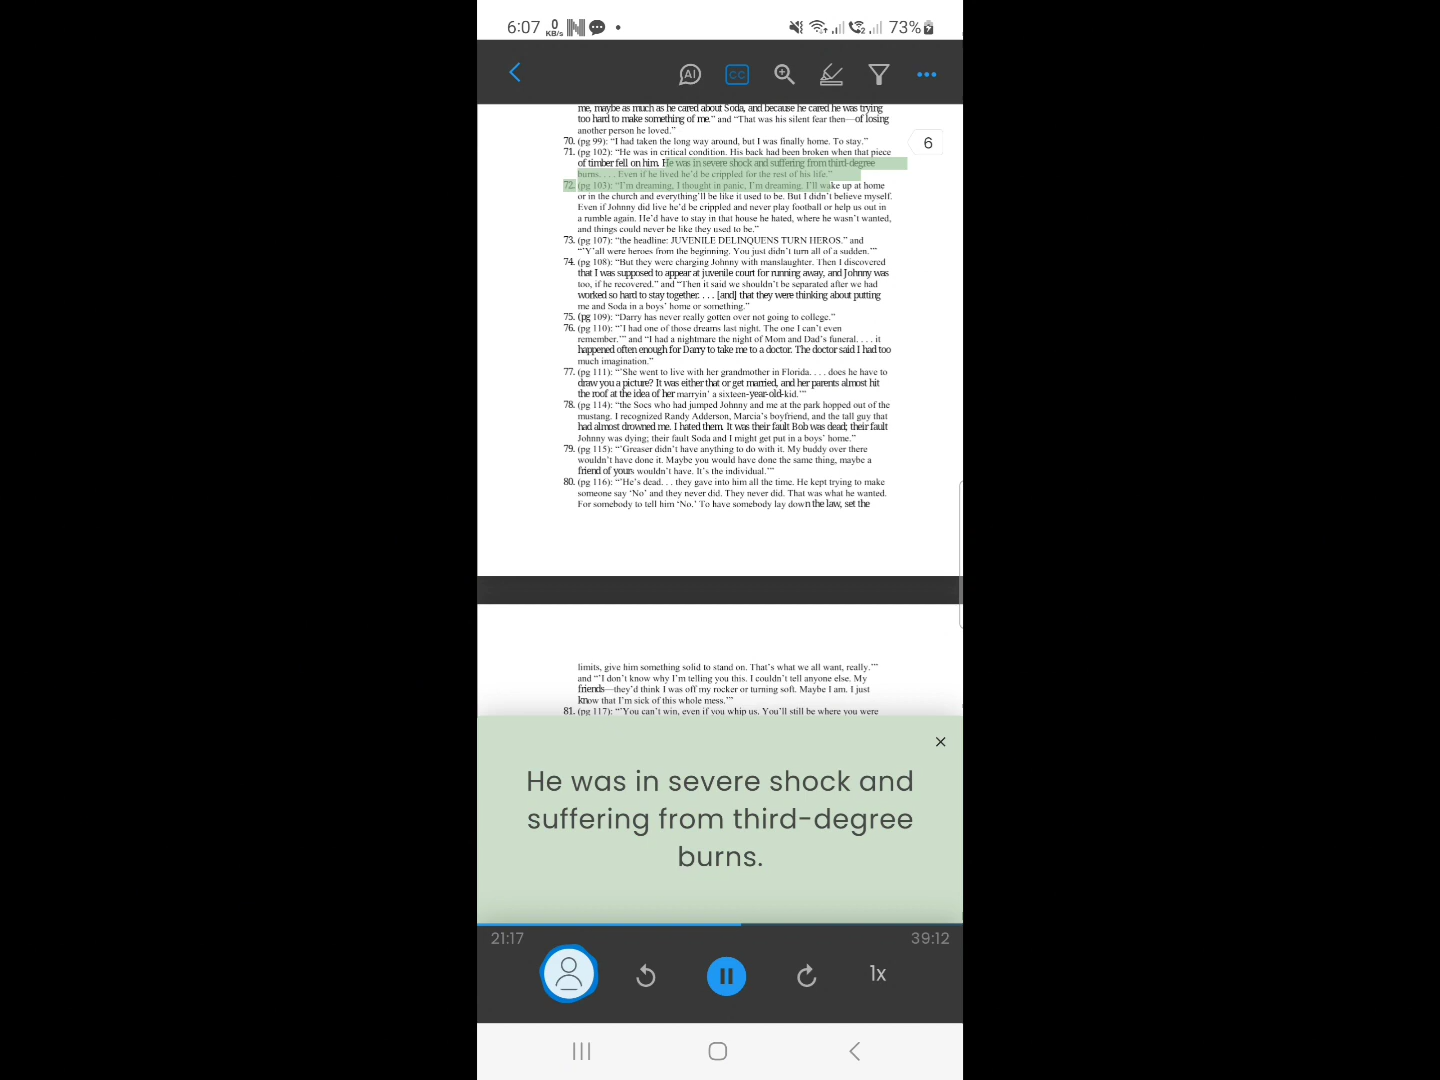 6:07 0 KB/s 73%
AI CC
me, maybe as much as he cared about Soda, and because he cared he was trying
too hard to make something of me.” and “That was his silent fear then—of losing
another person he loved.”
6
70. (pg 99): “I had taken the long way around, but I was finally home. To stay.”
71. (pg 102): “He was in critical condition. His back had been broken when that piece
of timber fell on him. He was in severe shock and suffering from third-degree
burns. . . . Even if he lived he’d be crippled for the rest of his life.”
72. (pg 103): “I’m dreaming, I thought in panic, I’m dreaming. I’ll wake up at home
or in the church and everything’ll be like it used to be. But I didn’t believe myself.
Even if Johnny did live he’d be crippled and never play football or help us out in
a rumble again. He’d have to stay in that house he hated, where he wasn’t wanted,
and things could never be like they used to be.”
73. (pg 107): “the headline: JUVENILE DELINQUENS TURN HEROS.” and
“‘Y’all were heroes from the beginning. You just didn’t turn all of a sudden.’”
74. (pg 108): “But they were charging Johnny with manslaughter. Then I discovered
that I was supposed to appear at juvenile court for running away, and Johnny was
too, if he recovered.” and “Then it said we shouldn’t be separated after we had
worked so hard to stay together. . . . [and] that they were thinking about putting
me and Soda in a boys’ home or something.”
75. (pg 109): “Darry has never really gotten over not going to college.”
76. (pg 110): “‘I had one of those dreams last night. The one I can’t even
remember.’” and “I had a nightmare the night of Mom and Dad’s funeral. . . . it
happened often enough for Darry to take me to a doctor. The doctor said I had too
much imagination.”
77. (pg 111): “‘She went to live with her grandmother in Florida. . . . does he have to
draw you a picture? It was either that or get married, and her parents almost hit
the roof at the idea of her marryin’ a sixteen-year-old-kid.’”
78. (pg 114): “the Socs who had jumped Johnny and me at the park hopped out of the
mustang. I recognized Randy Adderson, Marcia’s boyfriend, and the tall guy that
had almost drowned me. I hated them. It was their fault Bob was dead; their fault
Johnny was dying; their fault Soda and I might get put in a boys’ home.”
79. (pg 115): “‘Greaser didn’t have anything to do with it. My buddy over there
wouldn’t have done it. Maybe you would have done the same thing, maybe a
friend of yours wouldn’t have. It’s the individual.’”
80. (pg 116): “‘He’s dead. . . they gave into him all the time. He kept trying to make
someone say ‘No’ and they never did. They never did. That was what he wanted.
For somebody to tell him ‘No.’ To have somebody lay down the law, set the
limits, give him something solid to stand on. That’s what we all want, really.’”
and “‘I don’t know why I’m telling you this. I couldn’t tell anyone else. My
friends—they’d think I was off my rocker or turning soft. Maybe I am. I just
know that I’m sick of this whole mess.’”
81. (pg 117): “‘You can’t win, even if you whip us. You’ll still be where you were
He was in severe shock and
suffering from third-degree
burns.
21:17 39:12
1x